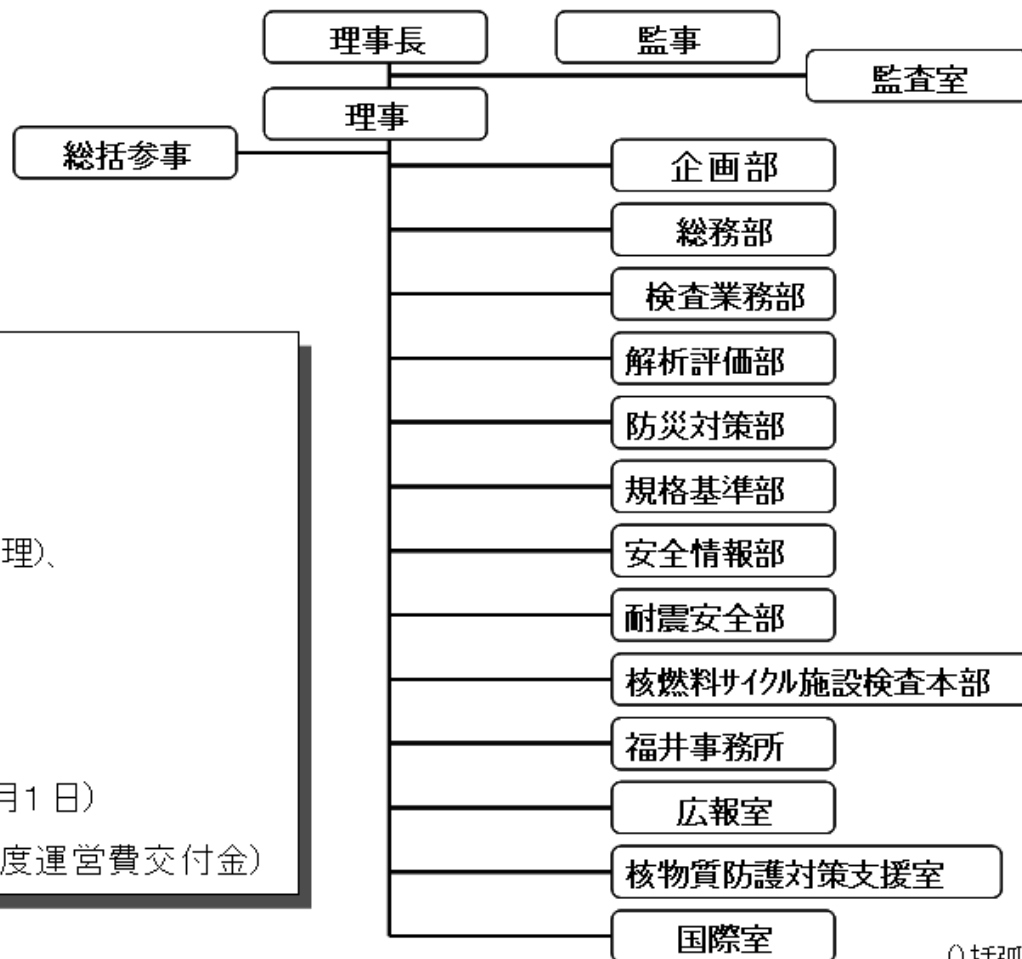 理事長
監事
監査室
理事
総括参事
企画部
総務部
検査業務部
解析評価部
防災対策部
規格基準部
安全情報部
耐震安全部
核燃料サイクル施設検査本部
福井事務所
広報室
核物質防護対策支援室
国際室
理)、
月1日)
度運営費交付金)